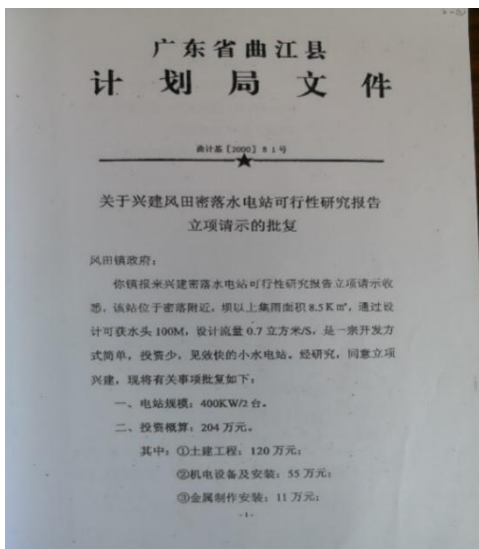 广东省曲江县
计划局文件
曲计基［2000］81号
关于兴建风田密落水电站可行性研究报告
立项请示的批复
风田镇政府：
你镇报来兴建密落水电站可行性研究报告立项请示收
悉，该站位于密落附近，坝以上集雨面积8.5Km²，通过设
计可获水头100M，设计流量0.7立方米/S，是一宗开发方
式简单，投资少，见效快的小水电站。经研究，同意立项
兴建，现将有关事项批复如下：
一、电站规模：400KW/2台。
二、投资概算：204万元。
其中：①土建工程：120万元；
②机电设备及安装：55万元；
③金属制作安装：11万元；
-1-